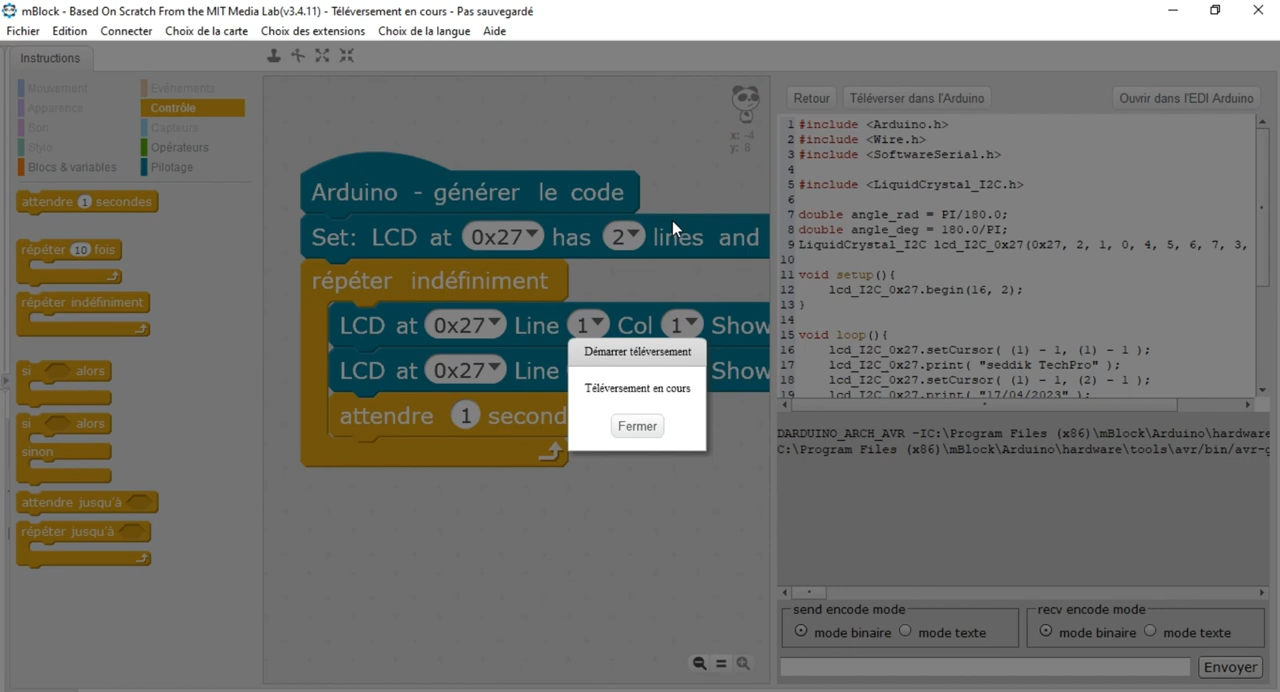 mBlock - Based On Scratch From the MIT Media Lab(v3.4.11) - Téléversement en cours - Pas sauvegardé
Fichier Edition Connecter Choix de la carte Choix des extensions Choix de la langue Aide
Instructions
Mouvement Evénements
Apparence Contrôle
Son Capteurs
Stylo Opérateurs
Blocs & variables Pilotage
attendre 1 secondes
répéter 10 fois
répéter indéfiniment
si alors
si alors
sinon
attendre jusqu'à
répéter jusqu'à
x: -4
y: 8
Arduino - générer le code
Set: LCD at 0x27 has 2 lines and
répéter indéfiniment
LCD at 0x27 Line 1 Col 1 Show
LCD at 0x27 Line Show
attendre 1 second
Démarrer téléversement
Téléversement en cours
Fermer
Retour Téléverser dans l'Arduino Ouvrir dans l'EDI Arduino
1 #include <Arduino.h>
2 #include <Wire.h>
3 #include <SoftwareSerial.h>
4
5 #include <LiquidCrystal_I2C.h>
6
7 double angle_rad = PI/180.0;
8 double angle_deg = 180.0/PI;
9 LiquidCrystal_I2C lcd_I2C_0x27(0x27, 2, 1, 0, 4, 5, 6, 7, 3,
10
11 void setup(){
12 lcd_I2C_0x27.begin(16, 2);
13 }
14
15 void loop(){
16 lcd_I2C_0x27.setCursor( (1) - 1, (1) - 1 );
17 lcd_I2C_0x27.print( "seddik TechPro" );
18 lcd_I2C_0x27.setCursor( (1) - 1, (2) - 1 );
19 lcd_I2C_0x27.print( "17/04/2023" );
DARDUINO_ARCH_AVR -IC:\Program Files (x86)\mBlock\Arduino\hardware
C:\Program Files (x86)\mBlock\Arduino\hardware\tools\avr/bin/avr-g
send encode mode recv encode mode
mode binaire mode texte mode binaire mode texte
Envoyer